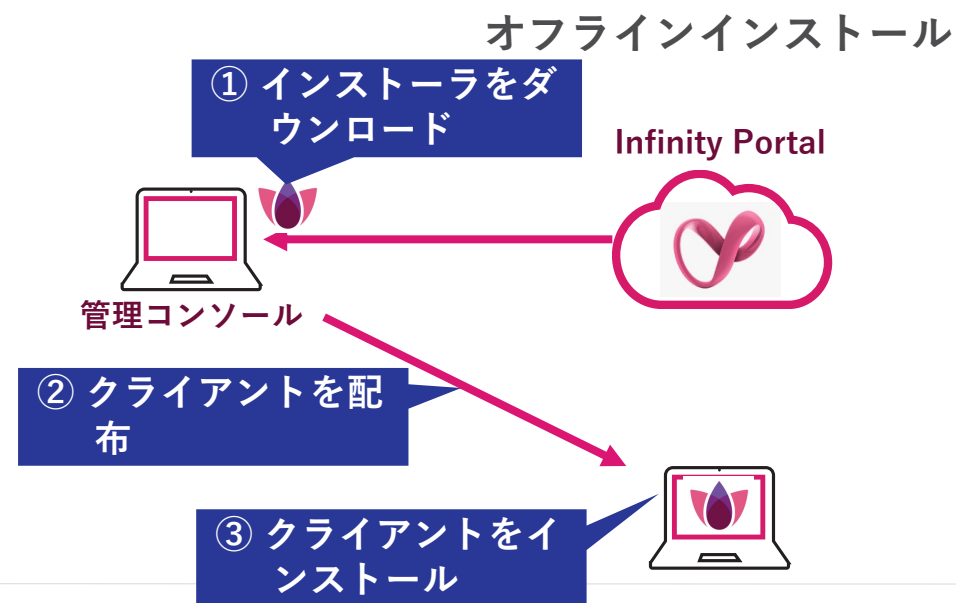 オフラインインストール
① インストーラをダ
ウンロード
Infinity Portal
管理コンソール
② クライアントを配
布
③ クライアントをイ
ンストール